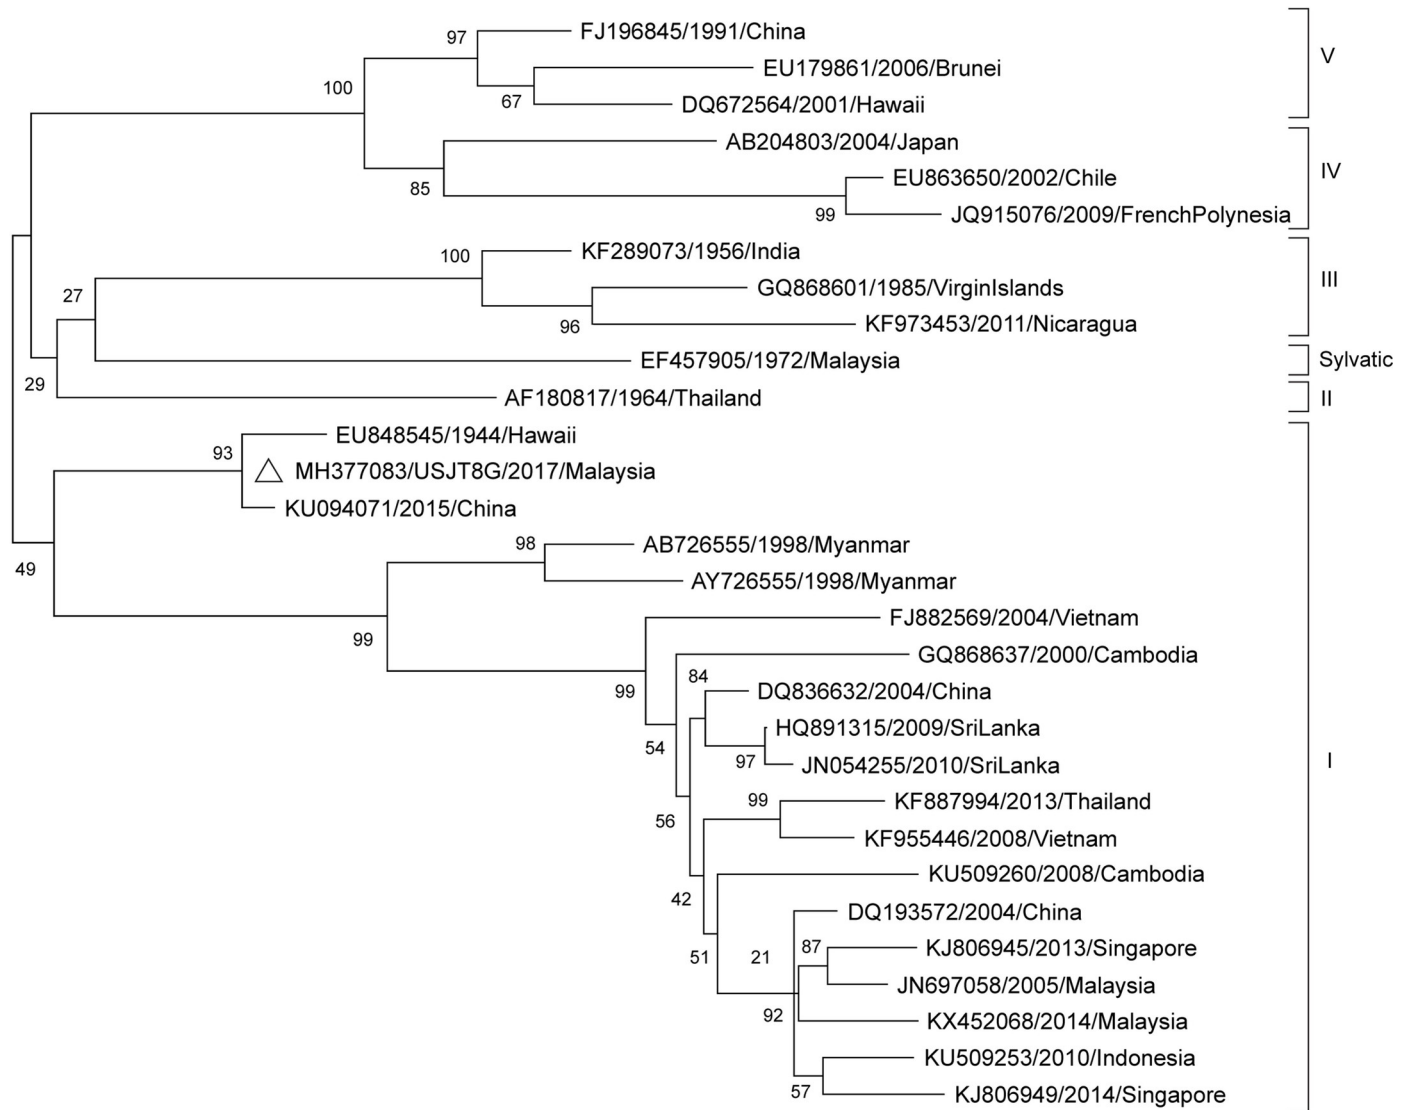 FJ196845/1991/China
97
V
EU179861/2006/Brunei
100
67
DQ672564/2001/Hawaii
AB204803/2004/Japan
IV
EU863650/2002/Chile
85
99
JQ915076/2009/FrenchPolynesia
KF289073/1956/India
100
III
GQ868601/1985/VirginIslands
27
96
KF973453/2011/Nicaragua
EF457905/1972/Malaysia
Sylvatic
29
AF180817/1964/Thailand
II
EU848545/1944/Hawaii
93
MH377083/USJT8G/2017/Malaysia
KU094071/2015/China
98
AB726555/1998/Myanmar
49
AY726555/1998/Myanmar
FJ882569/2004/Vietnam
99
GQ868637/2000/Cambodia
84
99
DQ836632/2004/China
HQ891315/2009/SriLanka
54
97
JN054255/2010/SriLanka
I
99
KF887994/2013/Thailand
56
KF955446/2008/Vietnam
KU509260/2008/Cambodia
42
DQ193572/2004/China
87
KJ806945/2013/Singapore
51
21
JN697058/2005/Malaysia
92
KX452068/2014/Malaysia
KU509253/2010/Indonesia
57
KJ806949/2014/Singapore